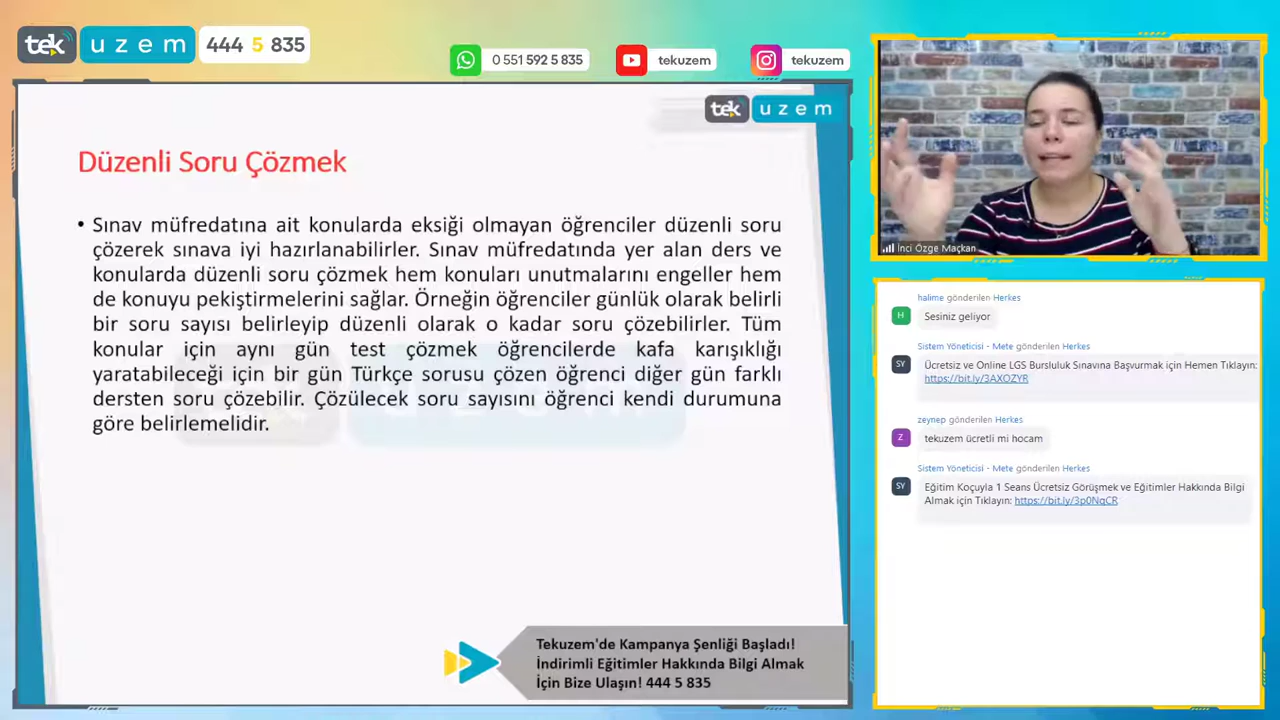 tek uzem 444 5 835
0 551 592 5 835
tekuzem
tekuzem
tek uzem
Düzenli Soru Çözmek
• Sınav müfredatına ait konularda eksiği olmayan öğrenciler düzenli soru
çözerek sınava iyi hazırlanabilirler. Sınav müfredatında yer alan ders ve
konularda düzenli soru çözmek hem konuları unutmalarını engeller hem
de konuyu pekiştirmelerini sağlar. Örneğin öğrenciler günlük olarak belirli
bir soru sayısı belirleyip düzenli olarak o kadar soru çözebilirler. Tüm
konular için aynı gün test çözmek öğrencilerde kafa karışıklığı
yaratabileceği için bir gün Türkçe sorusu çözen öğrenci diğer gün farklı
dersten soru çözebilir. Çözülecek soru sayısını öğrenci kendi durumuna
göre belirlemelidir.
Tekuzem'de Kampanya Şenliği Başladı!
İndirimli Eğitimler Hakkında Bilgi Almak
İçin Bize Ulaşın! 444 5 835
İnci Özge Maçkan
halime gönderilen Herkes
H
Sesiniz geliyor
Sistem Yöneticisi - Mete gönderilen Herkes
SY
Ücretsiz ve Online LGS Bursluluk Sınavına Başvurmak için Hemen Tıklayın:
https://bit.ly/3AXOZYR
zeynep gönderilen Herkes
Z
tekuzem ücretli mi hocam
Sistem Yöneticisi - Mete gönderilen Herkes
SY
Eğitim Koçuyla 1 Seans Ücretsiz Görüşmek ve Eğitimler Hakkında Bilgi
Almak için Tıklayın: https://bit.ly/3p0NqCR